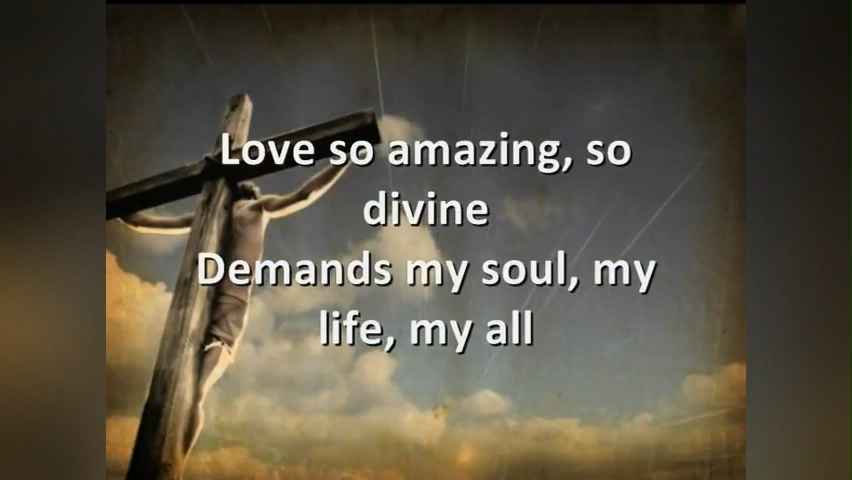 Love so amazing, so
divine
Demands my soul, my
life, my all